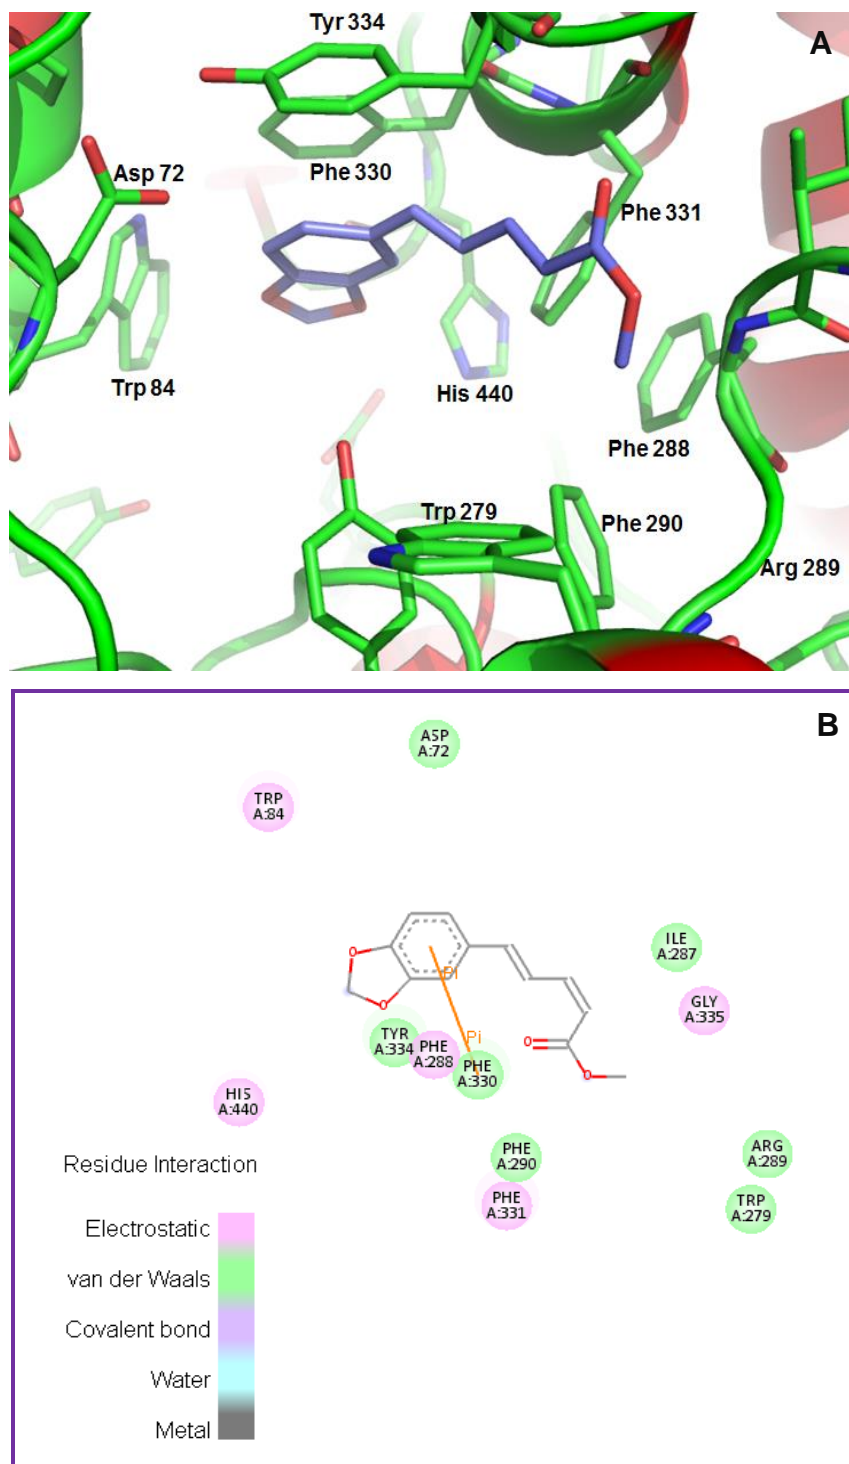 A
Tyr 334
Asp 72
Phe 330
Phe 331
Trp 84
His 440
Phe 288
Trp 279
Phe 290
Arg 289
B
ASP
A:72
TRP
A:84
ILE
A:287
GLY
A:335
O
O
Pi
Pi
O
O
TYR
A:334
PHE
A:288
PHE
A:330
HIS
A:440
PHE
A:290
PHE
A:331
ARG
A:289
TRP
A:279
Residue Interaction
Electrostatic
van der Waals
Covalent bond
Water
Metal